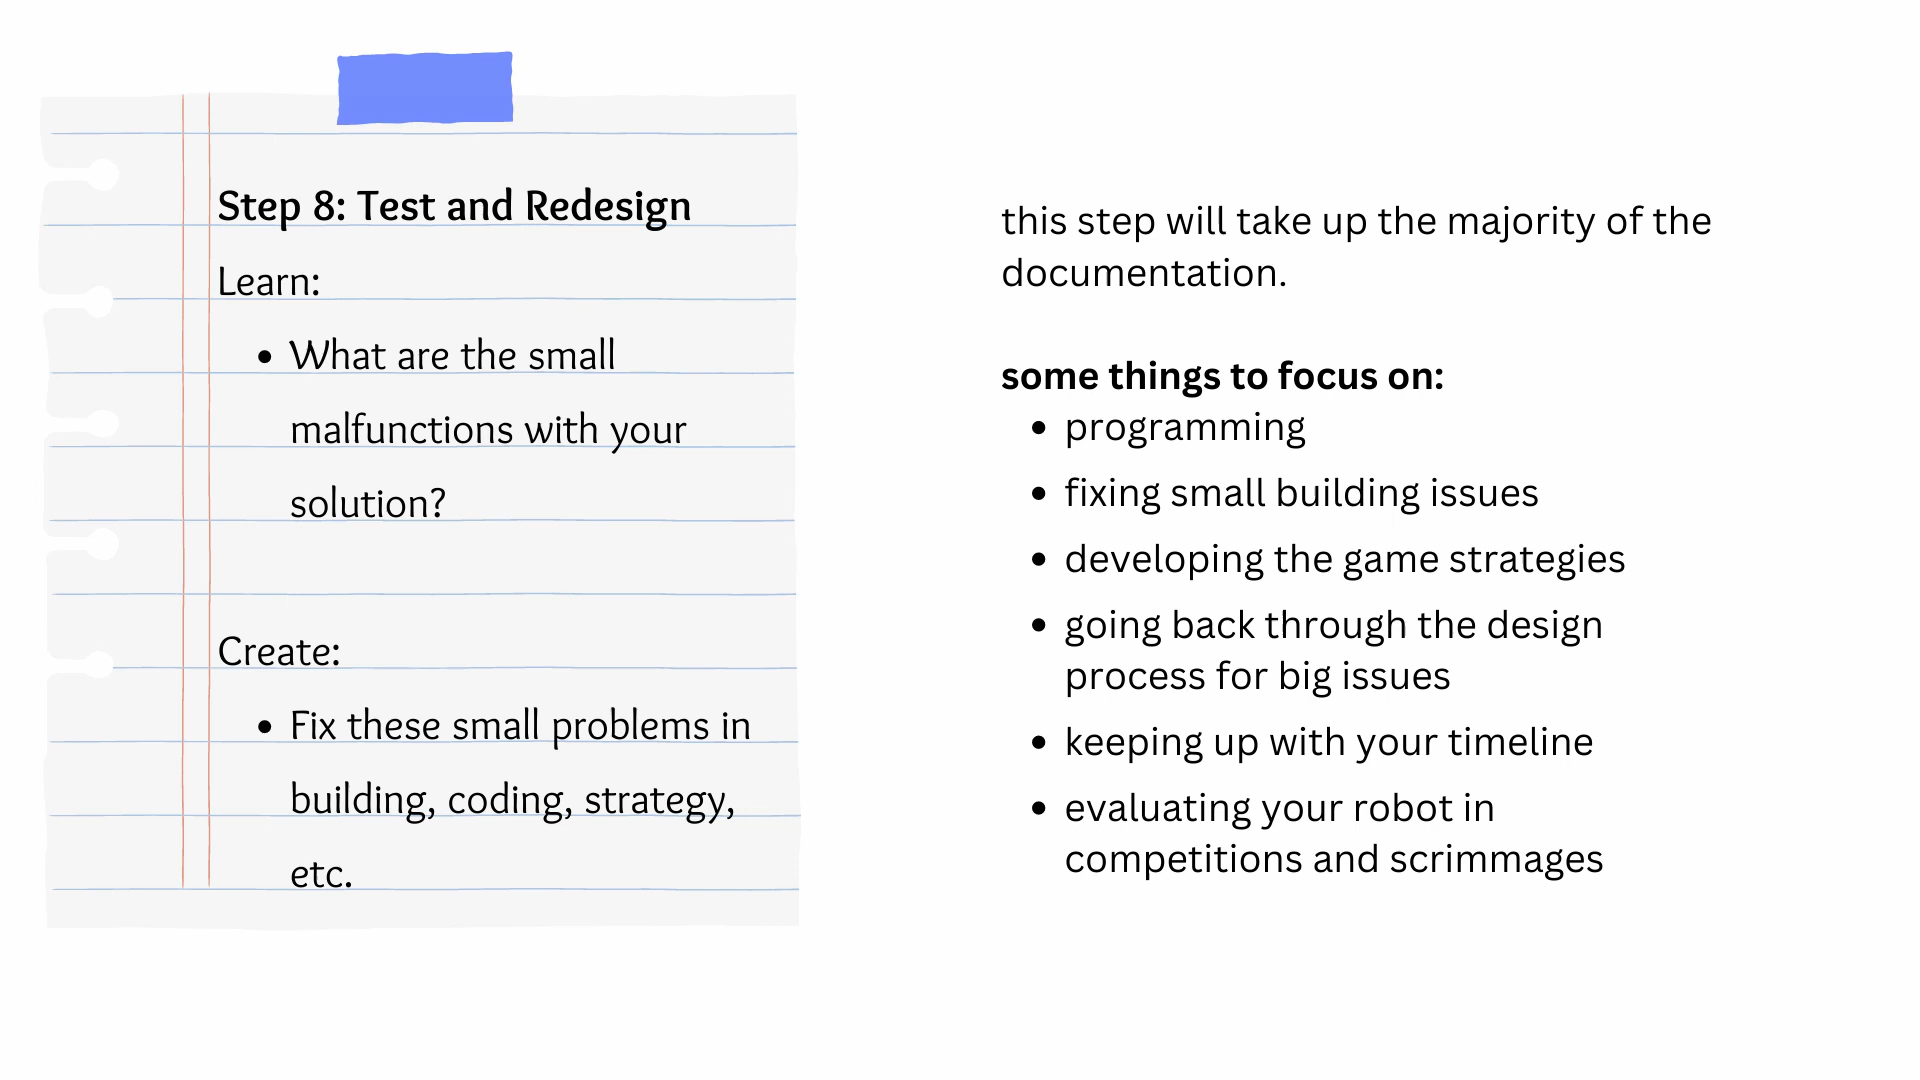 Step 8: Test and Redesign
Learn:
• What are the small
malfunctions with your
solution?
Create:
• Fix these small problems in
building, coding, strategy,
etc.
this step will take up the majority of the
documentation.
some things to focus on:
• programming
• fixing small building issues
• developing the game strategies
• going back through the design
process for big issues
• keeping up with your timeline
• evaluating your robot in
competitions and scrimmages